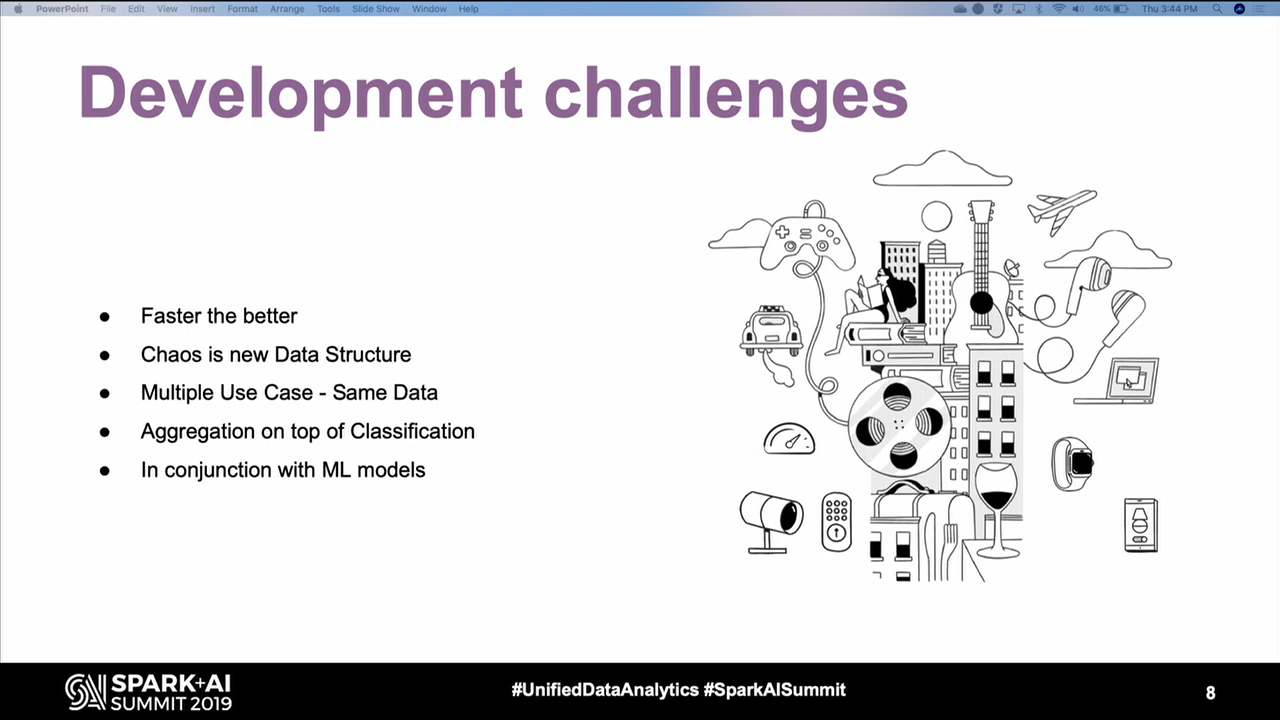 PowerPoint File Edit View Insert Format Arrange Tools Slide Show Window Help 46% Thu 3:44 PM
Development challenges
• Faster the better
• Chaos is new Data Structure
• Multiple Use Case - Same Data
• Aggregation on top of Classification
• In conjunction with ML models
SPARK+AI
SUMMIT 2019
#UnifiedDataAnalytics #SparkAISummit
8